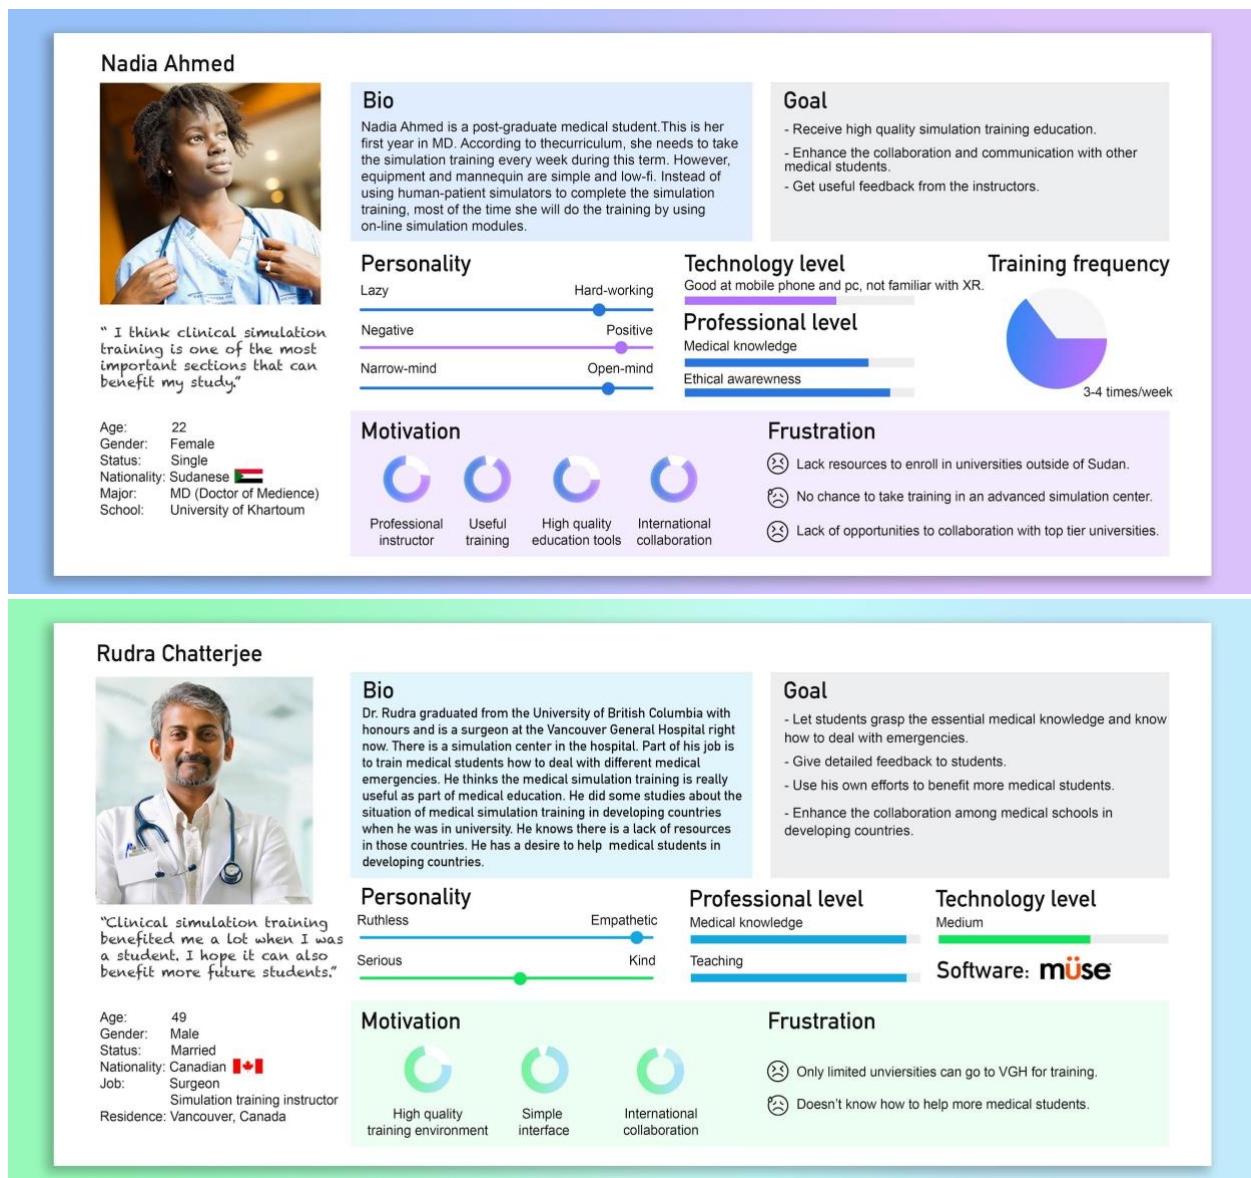 Nadia Ahmed
“ I think clinical simulation
training is one of the most
important sections that can
benefit my study.”
Age: 22
Gender: Female
Status: Single
Nationality: Sudanese
Major: MD (Doctor of Medience)
School: University of Khartoum
Bio
Nadia Ahmed is a post-graduate medical student.This is her
first year in MD. According to thecurriculum, she needs to take
the simulation training every week during this term. However,
equipment and mannequin are simple and low-fi. Instead of
using human-patient simulators to complete the simulation
training, most of the time she will do the training by using
on-line simulation modules.
Goal
- Receive high quality simulation training education.
- Enhance the collaboration and communication with other
medical students.
- Get useful feedback from the instructors.
Personality
Lazy Hard-working
Negative Positive
Narrow-mind Open-mind
Technology level
Good at mobile phone and pc, not familiar with XR.
Professional level
Medical knowledge
Ethical awarewness
Training frequency
3-4 times/week
Motivation
Professional
instructor
Useful
training
High quality
education tools
International
collaboration
Frustration
Lack resources to enroll in universities outside of Sudan.
No chance to take training in an advanced simulation center.
Lack of opportunities to collaboration with top tier universities.
Rudra Chatterjee
“Clinical simulation training
benefited me a lot when I was
a student. I hope it can also
benefit more future students.”
Age: 49
Gender: Male
Status: Married
Nationality: Canadian
Job: Surgeon
Simulation training instructor
Residence: Vancouver, Canada
Bio
Dr. Rudra graduated from the University of British Columbia with
honours and is a surgeon at the Vancouver General Hospital right
now. There is a simulation center in the hospital. Part of his job is
to train medical students how to deal with different medical
emergencies. He thinks the medical simulation training is really
useful as part of medical education. He did some studies about the
situation of medical simulation training in developing countries
when he was in university. He knows there is a lack of resources
in those countries. He has a desire to help medical students in
developing countries.
Goal
- Let students grasp the essential medical knowledge and know
how to deal with emergencies.
- Give detailed feedback to students.
- Use his own efforts to benefit more medical students.
- Enhance the collaboration among medical schools in
developing countries.
Personality
Ruthless Empathetic
Serious Kind
Professional level
Medical knowledge
Teaching
Technology level
Medium
Software: müse
Motivation
High quality
training environment
Simple
interface
International
collaboration
Frustration
Only limited unviersities can go to VGH for training.
Doesn't know how to help more medical students.